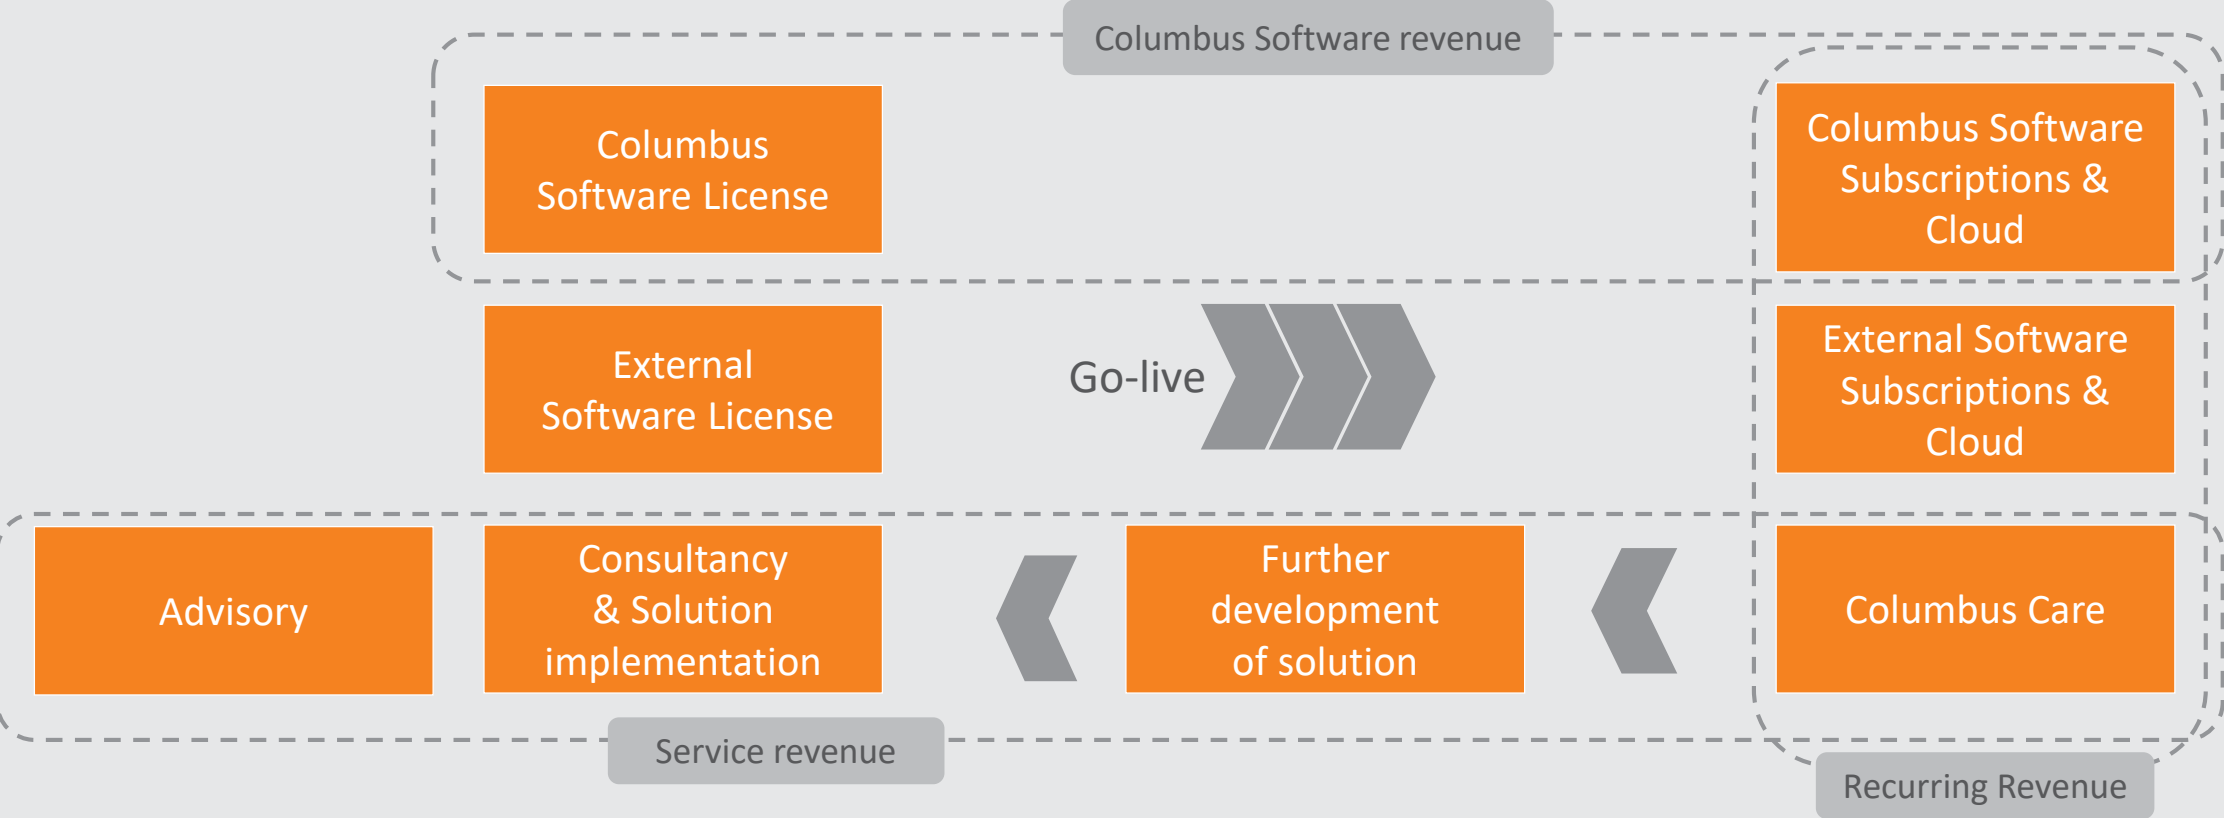 Columbus Software revenue
Columbus
Software License
Columbus Software
Subscriptions &
Cloud
External
Software License
Go-live
External Software
Subscriptions &
Cloud
Advisory
Consultancy
& Solution
implementation
Further
development
of solution
Columbus Care
Service revenue
Recurring Revenue